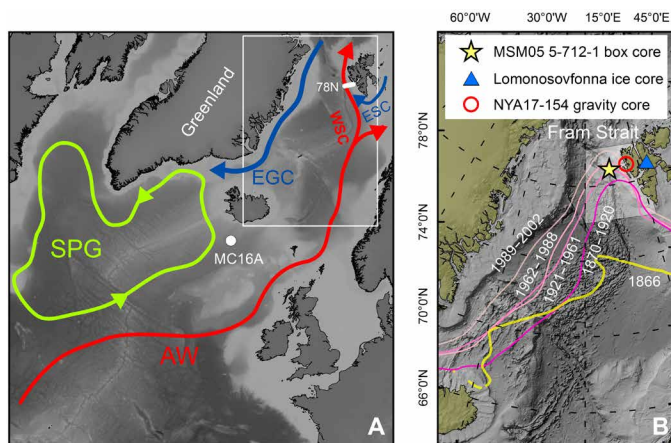 Greenland
78N
WSC
ESC
EGC
SPG
MC16A
AW
A
60°0'W
30°0'W
15°0'E
45°0'E
MSM05 5-712-1 box core
Lomonosovfonna ice core
NYA17-154 gravity core
78°0'N
Fram Strait
74°0'N
70°0'N
66°0'N
1989–2002
1962–1988
1921–1961
1870–1920
1866
B